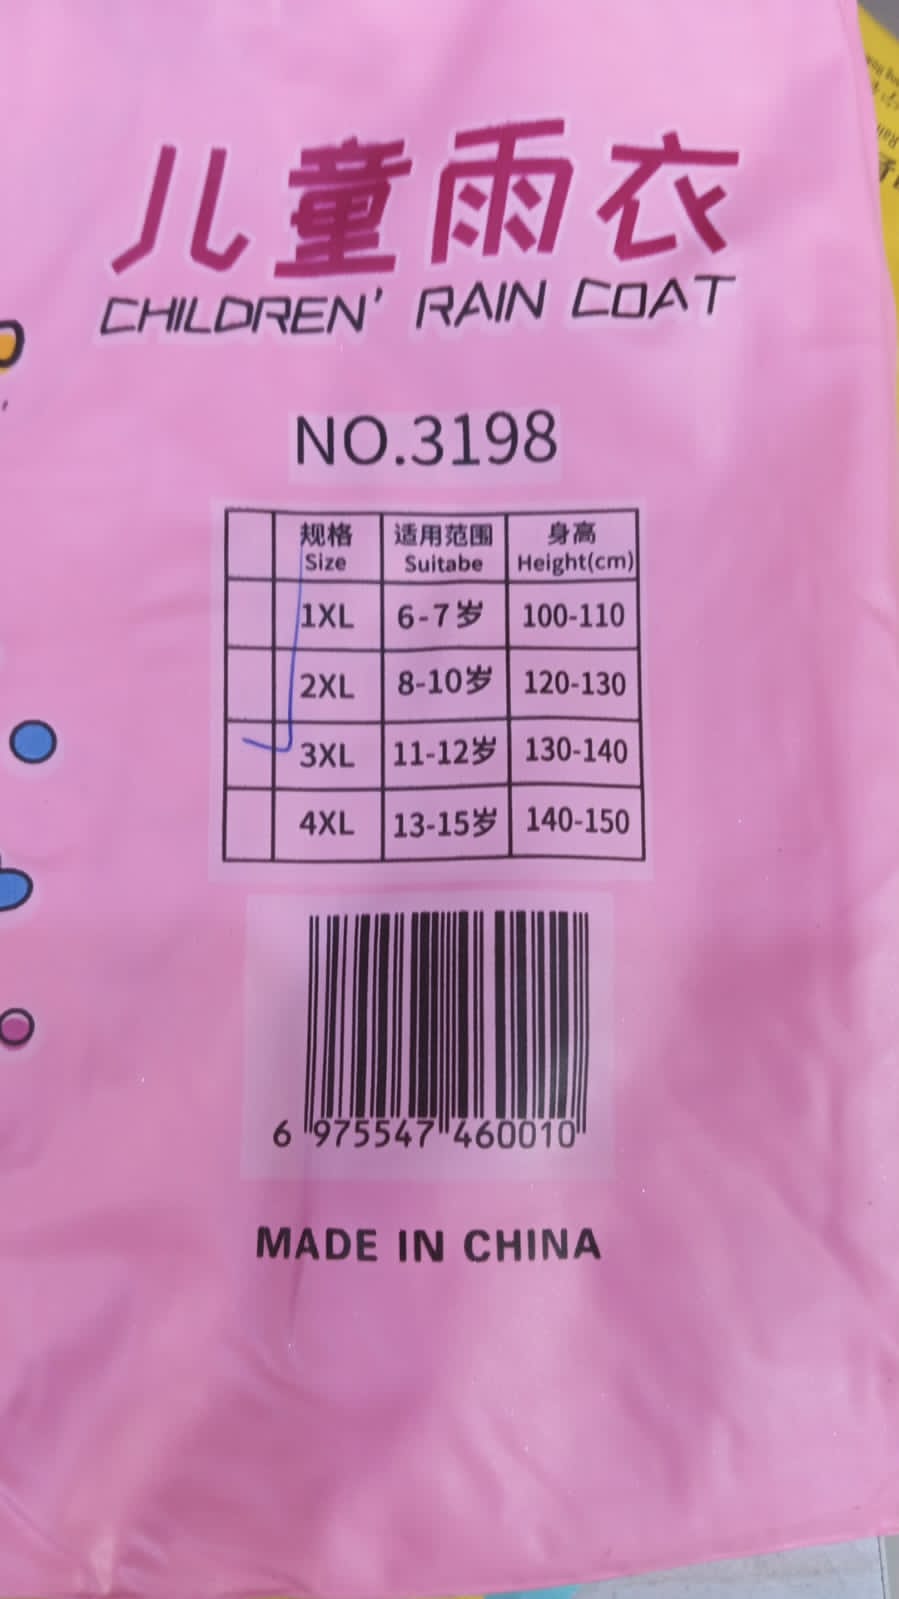 儿童雨衣
CHILDREN' RAIN COAT
NO.3198
规格 适用范围 身高
Size Suitabe Height(cm)
1XL 6-7岁 100-110
2XL 8-10岁 120-130
3XL 11-12岁 130-140
4XL 13-15岁 140-150
6 975547 460010
MADE IN CHINA